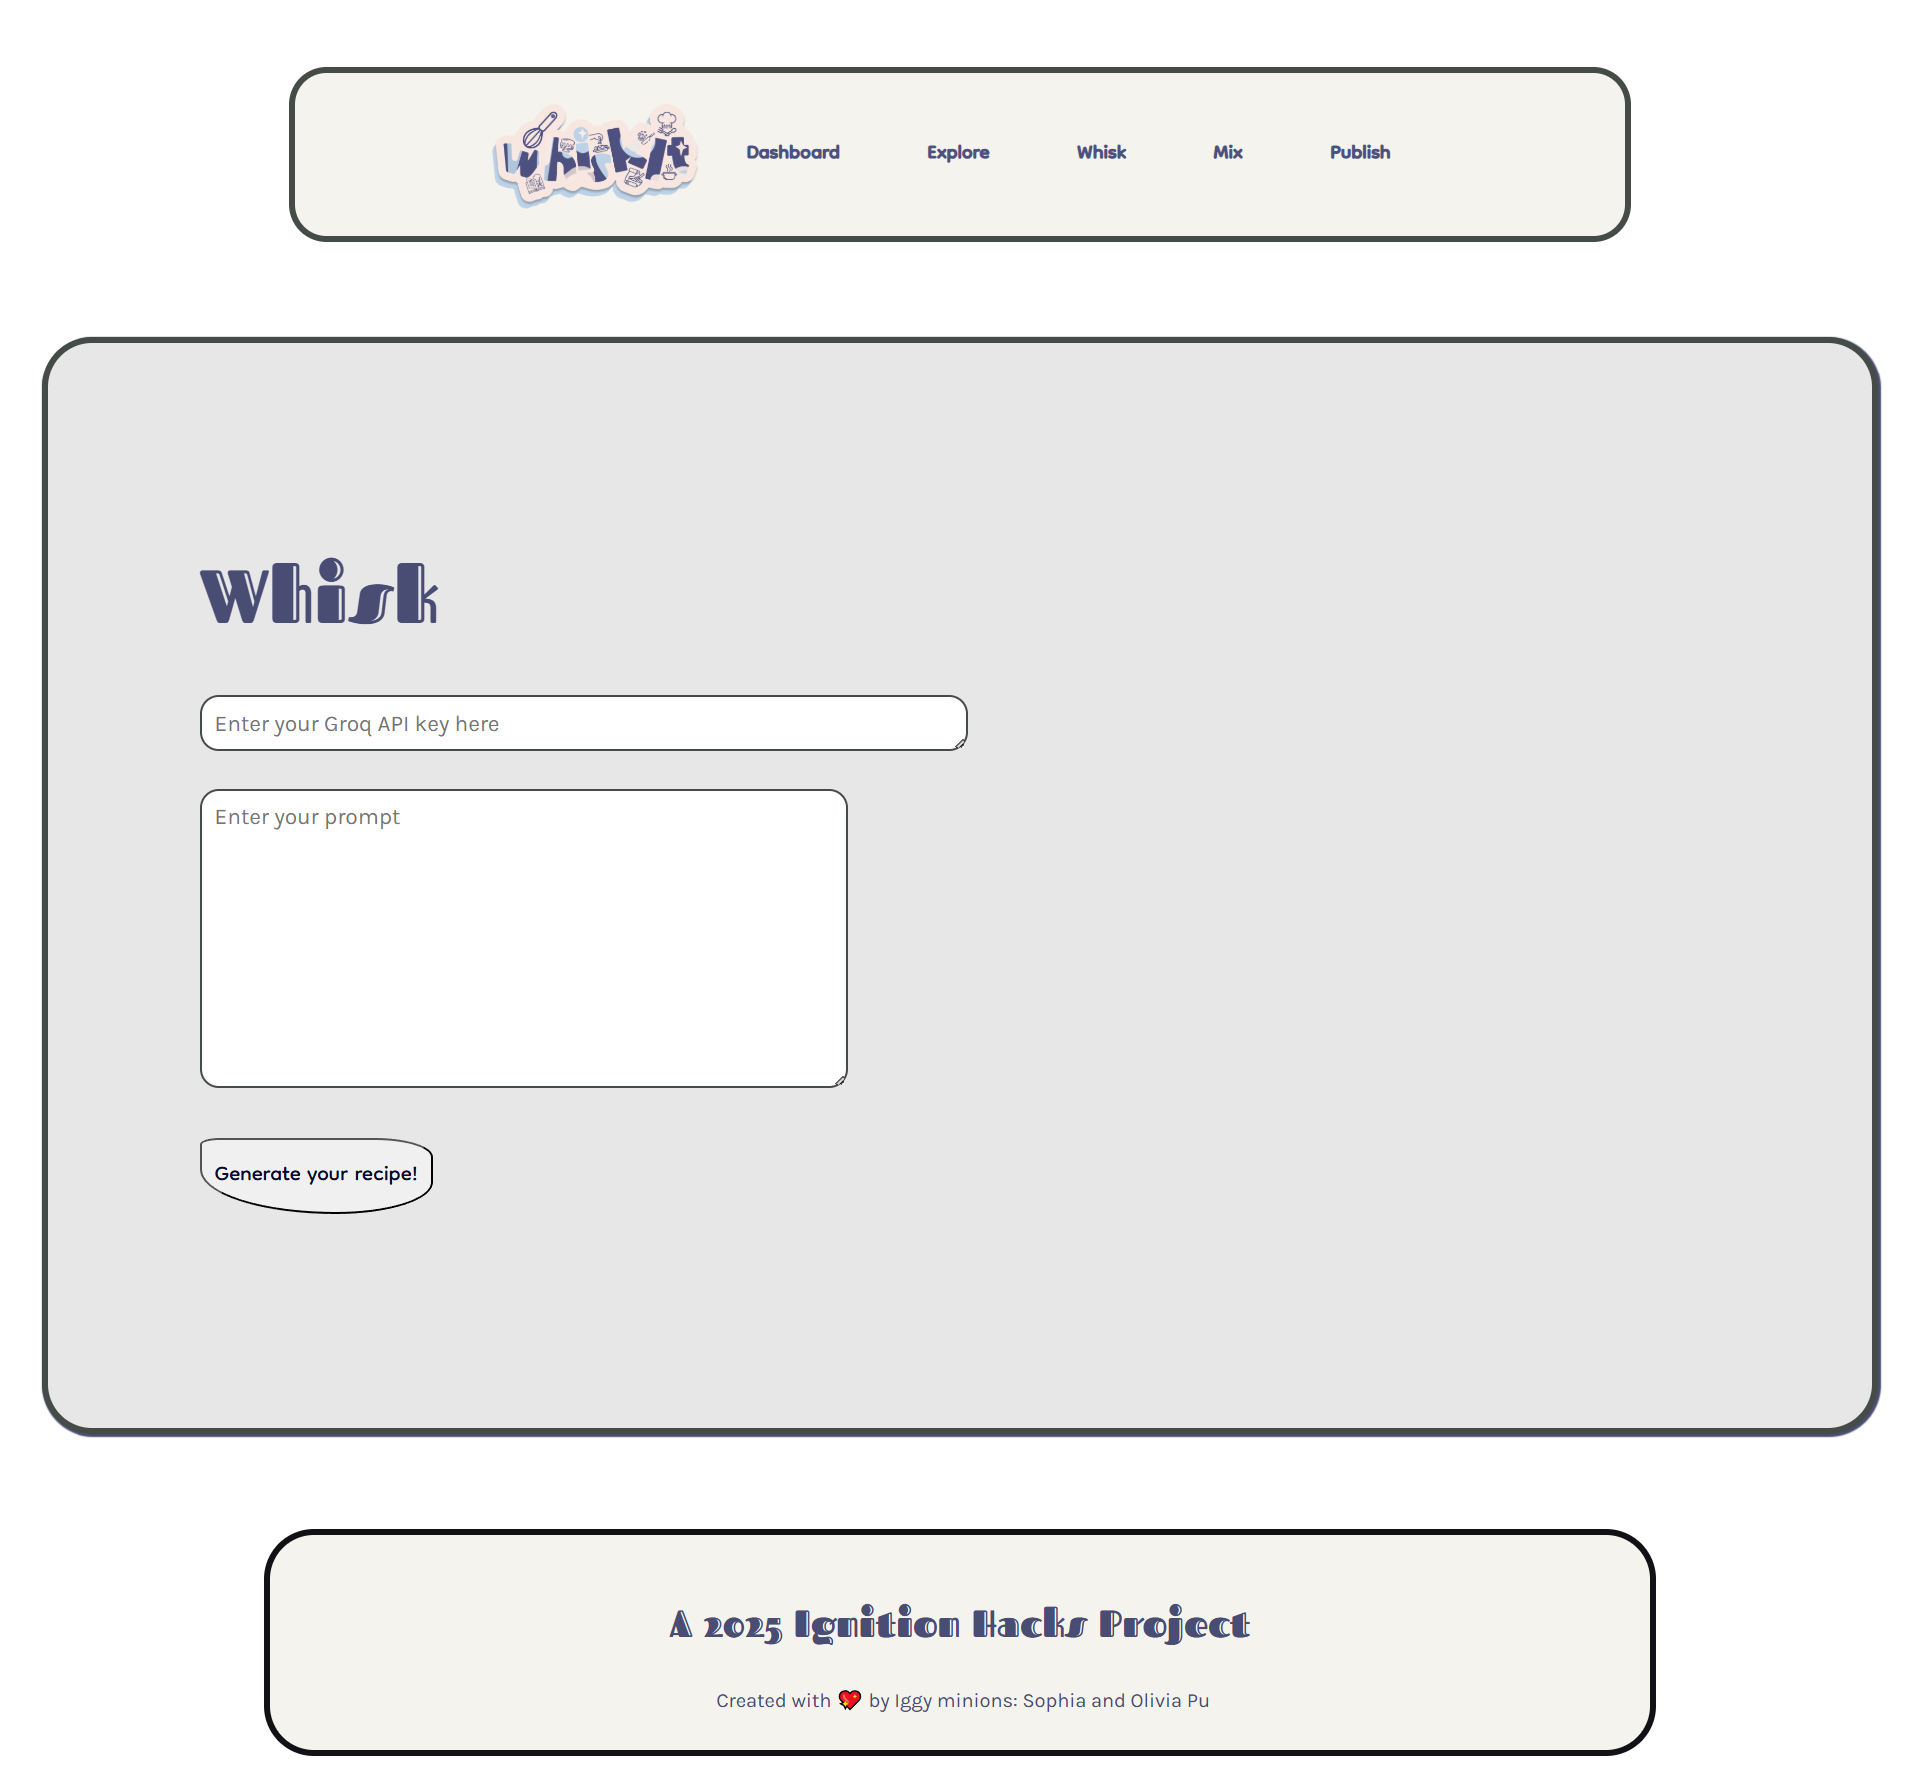 WhiskIt
Dashboard
Explore
Whisk
Mix
Publish
Whisk
Enter your Groq API key here
Enter your prompt
Generate your recipe!
A 2025 Ignition Hacks Project
Created with 💖 by Iggy minions: Sophia and Olivia Pu